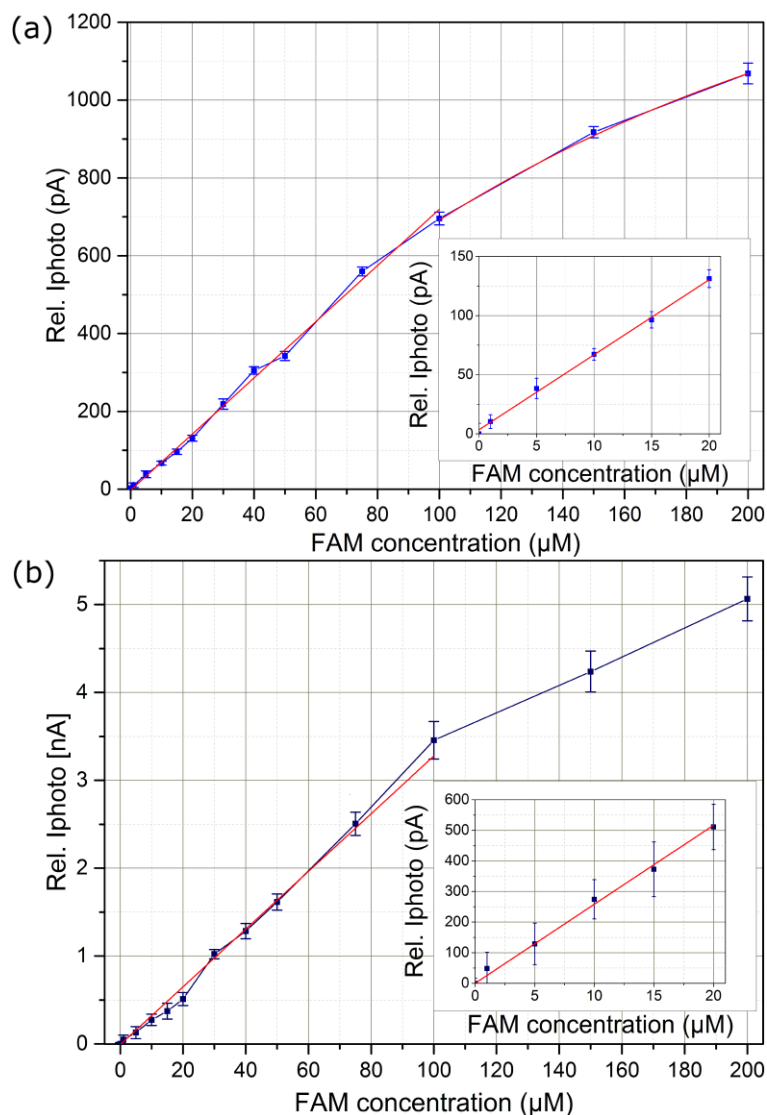 (a)
1200
1000
800
600
400
200
0
Rel. Iphoto (pA)
0 20 40 60 80 100 120 140 160 180 200
FAM concentration (µM)
150
100
50
0
Rel. Iphoto (pA)
0 5 10 15 20
FAM concentration (µM)
(b)
5
4
3
2
1
0
Rel. Iphoto [nA]
0 20 40 60 80 100 120 140 160 180 200
FAM concentration (µM)
600
500
400
300
200
100
0
Rel. Iphoto (pA)
0 5 10 15 20
FAM concentration (µM)